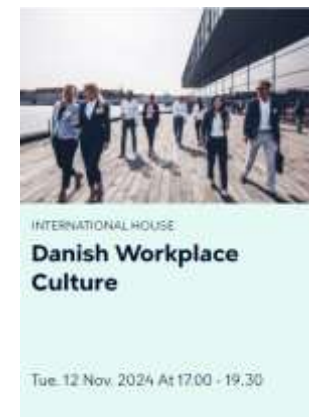 INTERNATIONAL HOUSE
Danish Workplace
Culture
Tue. 12 Nov. 2024 At 17.00 - 19.30